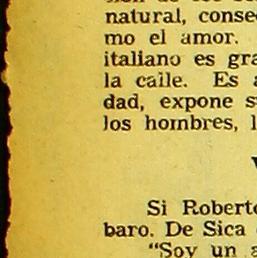 natural, conse
mo el amor.
italiano es gra
la calle. Es a
dad, expone s
los hombres, l
Si Roberto
baro. De Sica
“Soy un a